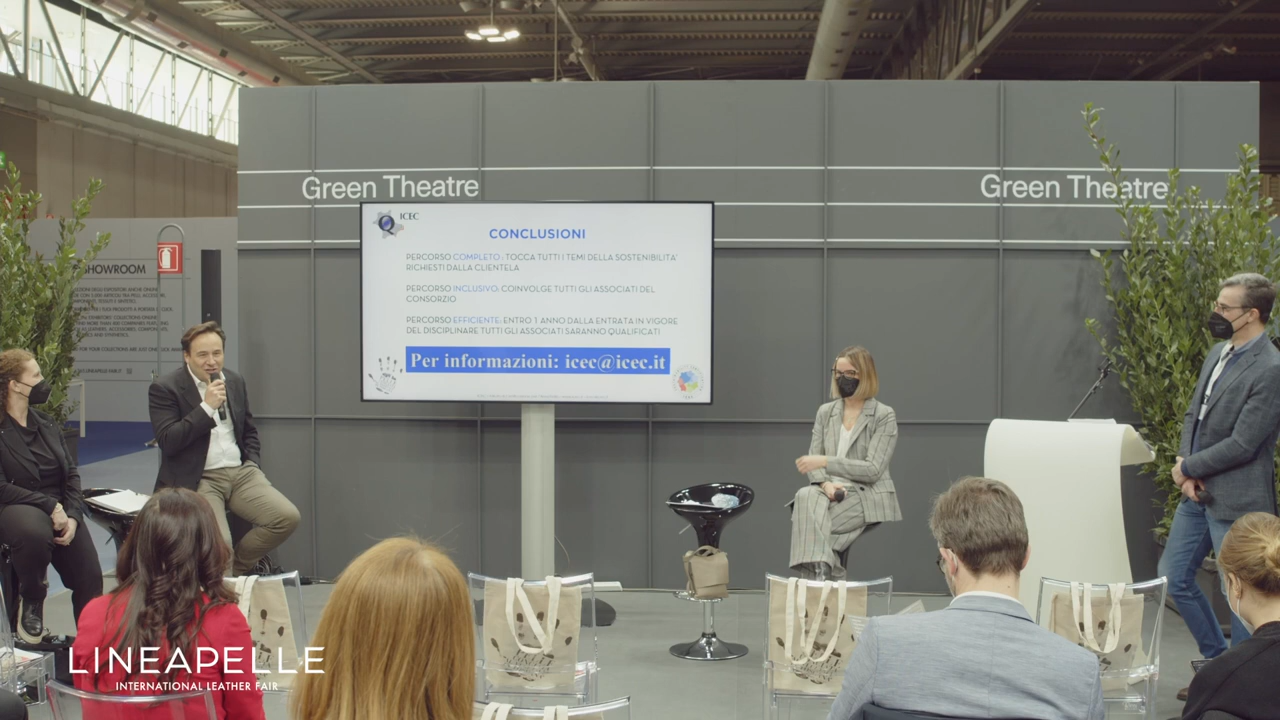 Green Theatre
Green Theatre
ICEC
CONCLUSIONI
PERCORSO COMPLETO: TOCCA TUTTI I TEMI DELLA SOSTENIBILITA'
RICHIESTI DALLA CLIENTELA
PERCORSO INCLUSIVO: COINVOLGE TUTTI GLI ASSOCIATI DEL
CONSORZIO
PERCORSO EFFICIENTE: ENTRO 1 ANNO DALLA ENTRATA IN VIGORE
DEL DISCIPLINARE TUTTI GLI ASSOCIATI SARANNO QUALIFICATI
Per informazioni: icec@icec.it
SHOWROOM
LINEAPELLE
INTERNATIONAL LEATHER FAIR